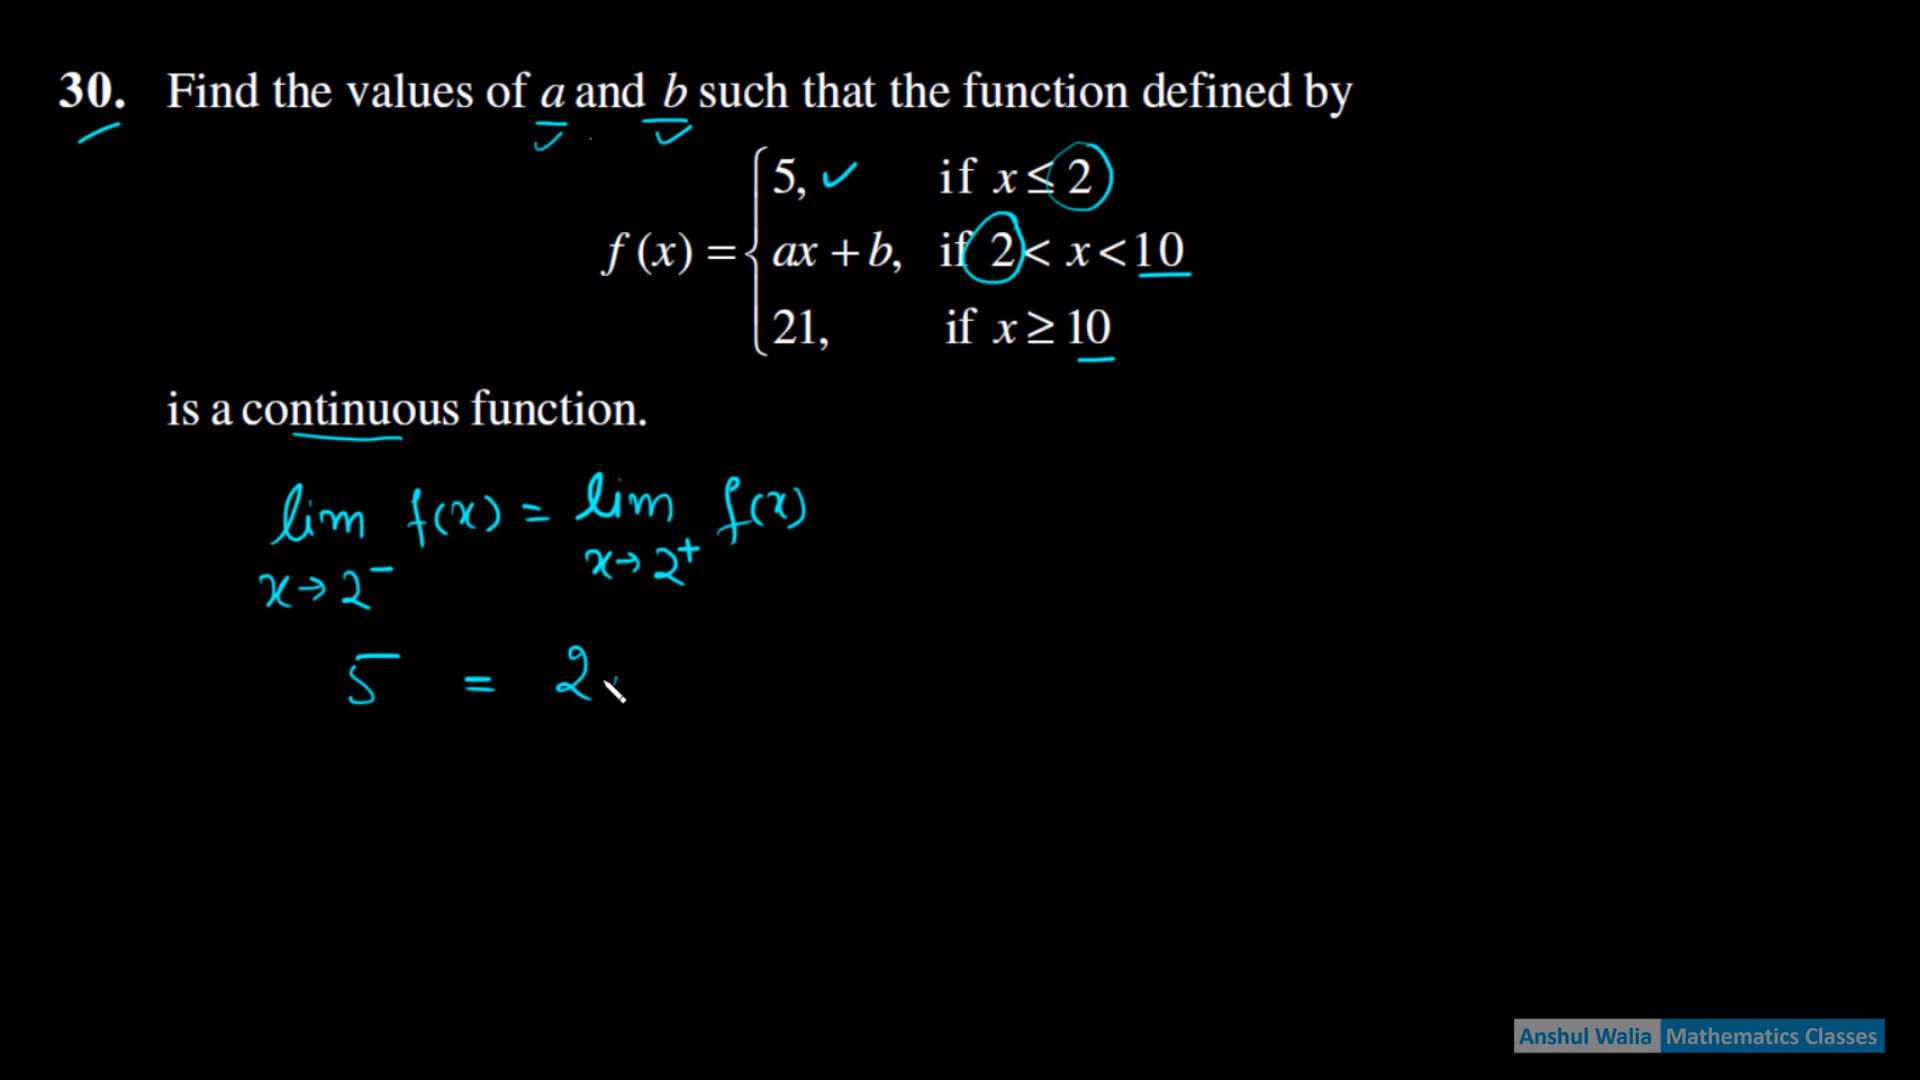 30. Find the values of a and b such that the function defined by
5, if x ≤ 2
f (x) = { ax + b, if 2 < x < 10
21, if x ≥ 10
is a continuous function.
lim f(x) = lim f(x)
x→2⁻ x→2⁺
5 = 2
Anshul Walia Mathematics Classes